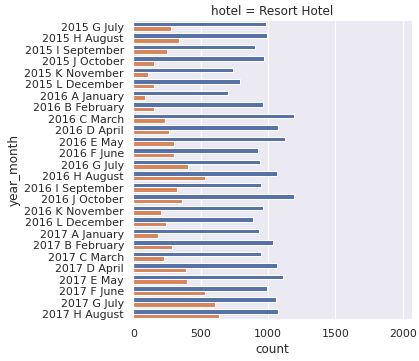 hotel = Resort Hotel
year_month
2015 G July
2015 H August
2015 I September
2015 J October
2015 K November
2015 L December
2016 A January
2016 B February
2016 C March
2016 D April
2016 E May
2016 F June
2016 G July
2016 H August
2016 I September
2016 J October
2016 K November
2016 L December
2017 A January
2017 B February
2017 C March
2017 D April
2017 E May
2017 F June
2017 G July
2017 H August
0 500 1000 1500 2000
count